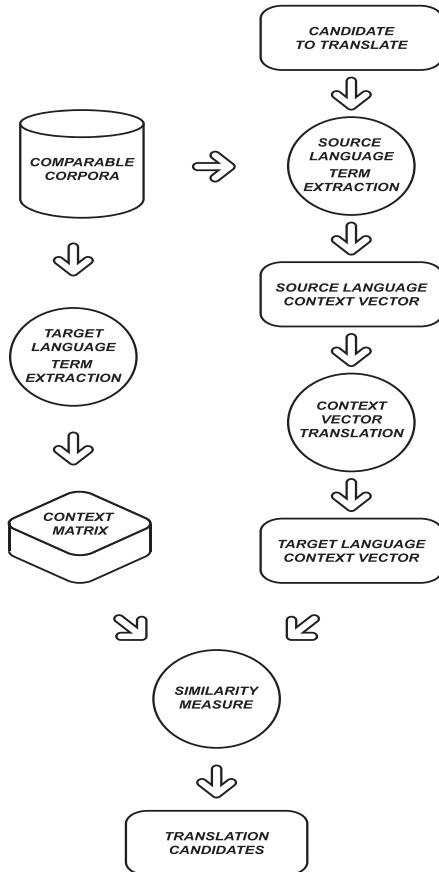 CANDIDATE
TO TRANSLATE
COMPARABLE
CORPORA
SOURCE
LANGUAGE
TERM
EXTRACTION
SOURCE LANGUAGE
CONTEXT VECTOR
TARGET
LANGUAGE
TERM
EXTRACTION
CONTEXT
VECTOR
TRANSLATION
CONTEXT
MATRIX
TARGET LANGUAGE
CONTEXT VECTOR
SIMILARITY
MEASURE
TRANSLATION
CANDIDATES